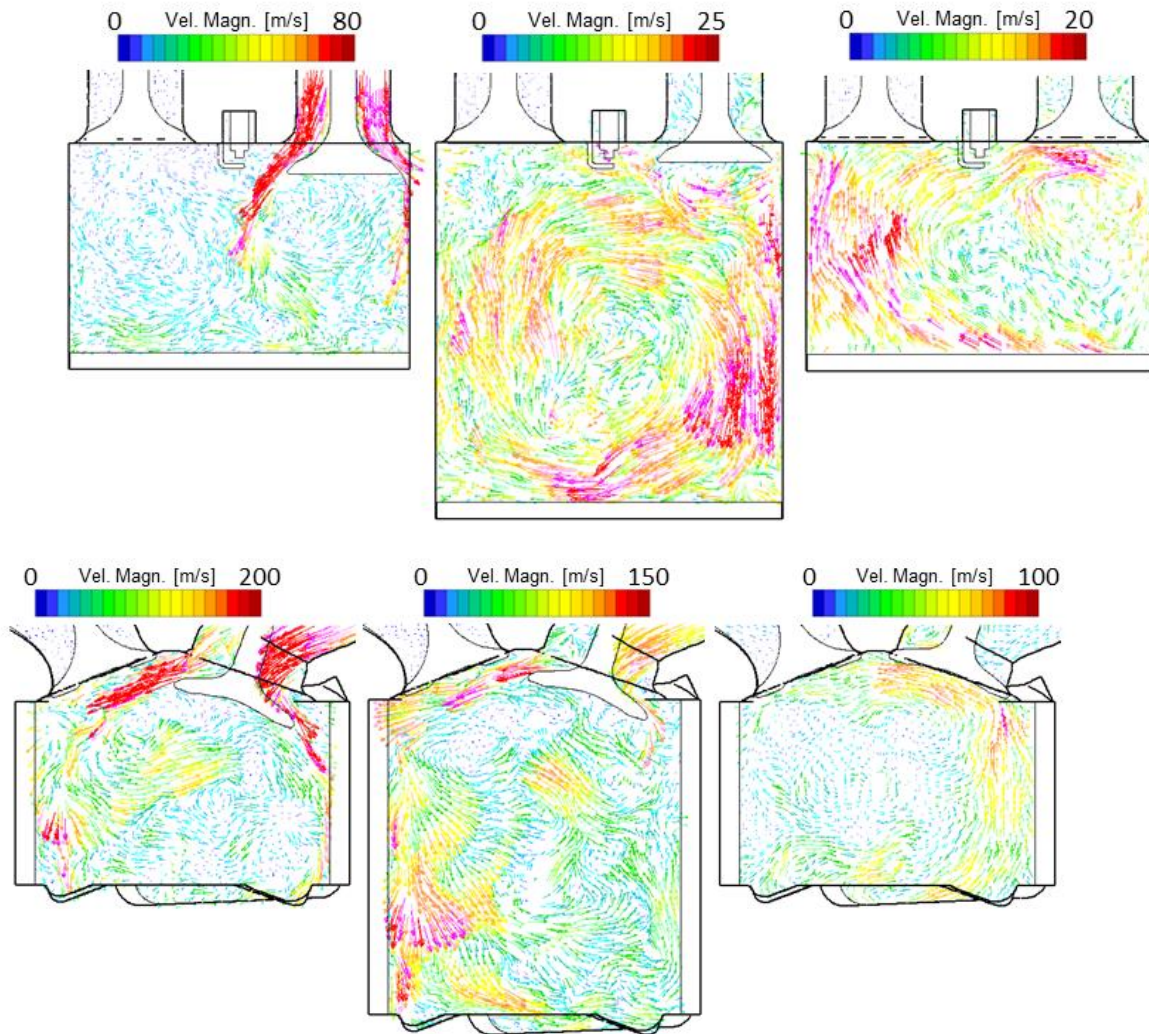 0 Vel. Magn. [m/s] 80
0 Vel. Magn. [m/s] 25
0 Vel. Magn. [m/s] 20
0 Vel. Magn. [m/s] 200
0 Vel. Magn. [m/s] 150
0 Vel. Magn. [m/s] 100